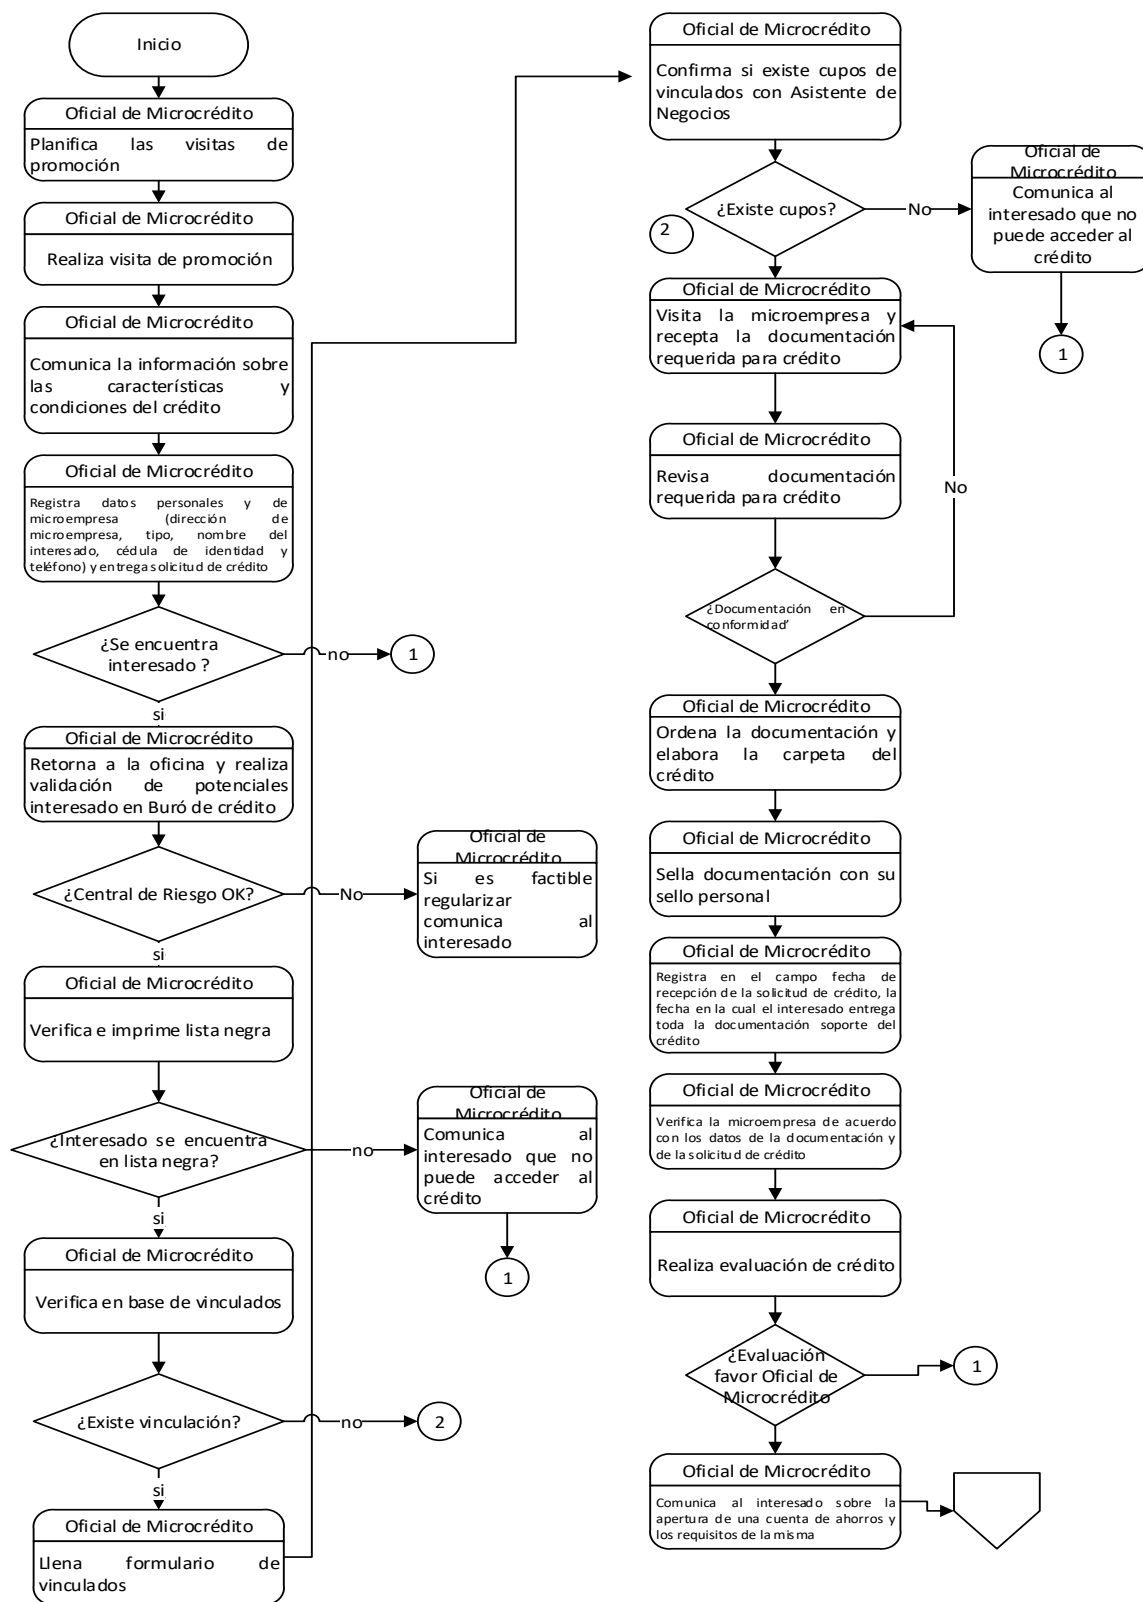 Inicio
Oficial de Microcrédito
Planifica las visitas de
promoción
Oficial de Microcrédito
Realiza visita de promoción
Oficial de Microcrédito
Comunica la información sobre
las características y
condiciones del crédito
Oficial de Microcrédito
Registra datos personales y de
microempresa (dirección de
microempresa, tipo, nombre del
interesado, cédula de identidad y
teléfono) y entrega solicitud de crédito
¿Se encuentra
interesado ?
no
1
si
Oficial de Microcrédito
Retorna a la oficina y realiza
validación de potenciales
interesado en Buró de crédito
¿Central de Riesgo OK?
No
Oficial de
Microcrédito
Si es factible
regularizar
comunica al
interesado
si
Oficial de Microcrédito
Verifica e imprime lista negra
¿Interesado se encuentra
en lista negra?
no
Oficial de
Microcrédito
Comunica al
interesado que no
puede acceder al
crédito
1
si
Oficial de Microcrédito
Verifica en base de vinculados
¿Existe vinculación?
no
2
si
Oficial de Microcrédito
Llena formulario de
vinculados
Oficial de Microcrédito
Confirma si existe cupos de
vinculados con Asistente de
Negocios
¿Existe cupos?
2
No
Oficial de
Microcrédito
Comunica al
interesado que no
puede acceder al
crédito
1
Oficial de Microcrédito
Visita la microempresa y
recepta la documentación
requerida para crédito
Oficial de Microcrédito
Revisa documentación
requerida para crédito
No
¿Documentación en
conformidad’
Oficial de Microcrédito
Ordena la documentación y
elabora la carpeta del
crédito
Oficial de Microcrédito
Sella documentación con su
sello personal
Oficial de Microcrédito
Registra en el campo fecha de
recepción de la solicitud de crédito, la
fecha en la cual el interesado entrega
toda la documentación soporte del
crédito
Oficial de Microcrédito
Verifica la microempresa de acuerdo
con los datos de la documentación y
de la solicitud de crédito
Oficial de Microcrédito
Realiza evaluación de crédito
¿Evaluación
favor Oficial de
Microcrédito
1
Oficial de Microcrédito
Comunica al interesado sobre la
apertura de una cuenta de ahorros y
los requisitos de la misma